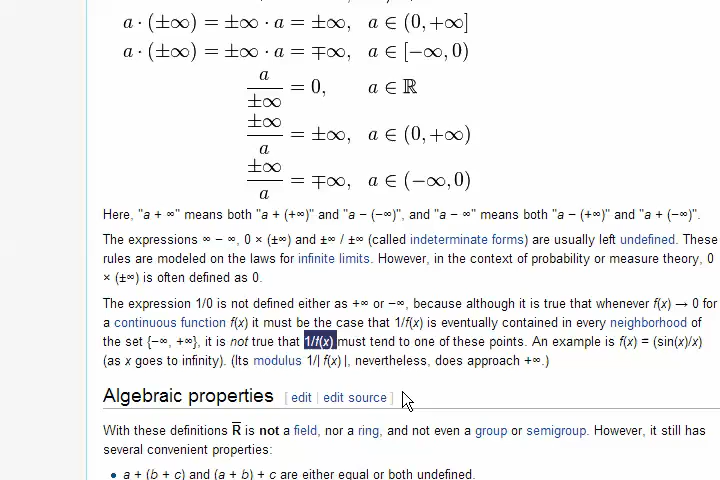 a · (±∞) = ±∞ · a = ±∞, a ∈ (0, +∞]
a · (±∞) = ±∞ · a = ∓∞, a ∈ [−∞, 0)
a/±∞ = 0, a ∈ ℝ
±∞/a = ±∞, a ∈ (0, +∞)
±∞/a = ∓∞, a ∈ (−∞, 0)
Here, "a + ∞" means both "a + (+∞)" and "a − (−∞)", and "a − ∞" means both "a − (+∞)" and "a + (−∞)".
The expressions ∞ − ∞, 0 × (±∞) and ±∞ / ±∞ (called indeterminate forms) are usually left undefined. These
rules are modeled on the laws for infinite limits. However, in the context of probability or measure theory, 0
× (±∞) is often defined as 0.
The expression 1/0 is not defined either as +∞ or −∞, because although it is true that whenever f(x) → 0 for
a continuous function f(x) it must be the case that 1/f(x) is eventually contained in every neighborhood of
the set {−∞, +∞}, it is not true that 1/f(x) must tend to one of these points. An example is f(x) = (sin(x)/x)
(as x goes to infinity). (Its modulus 1/| f(x) |, nevertheless, does approach +∞.)
Algebraic properties [ edit | edit source ]
With these definitions R̅ is not a field, nor a ring, and not even a group or semigroup. However, it still has
several convenient properties:
• a + (b + c) and (a + b) + c are either equal or both undefined.